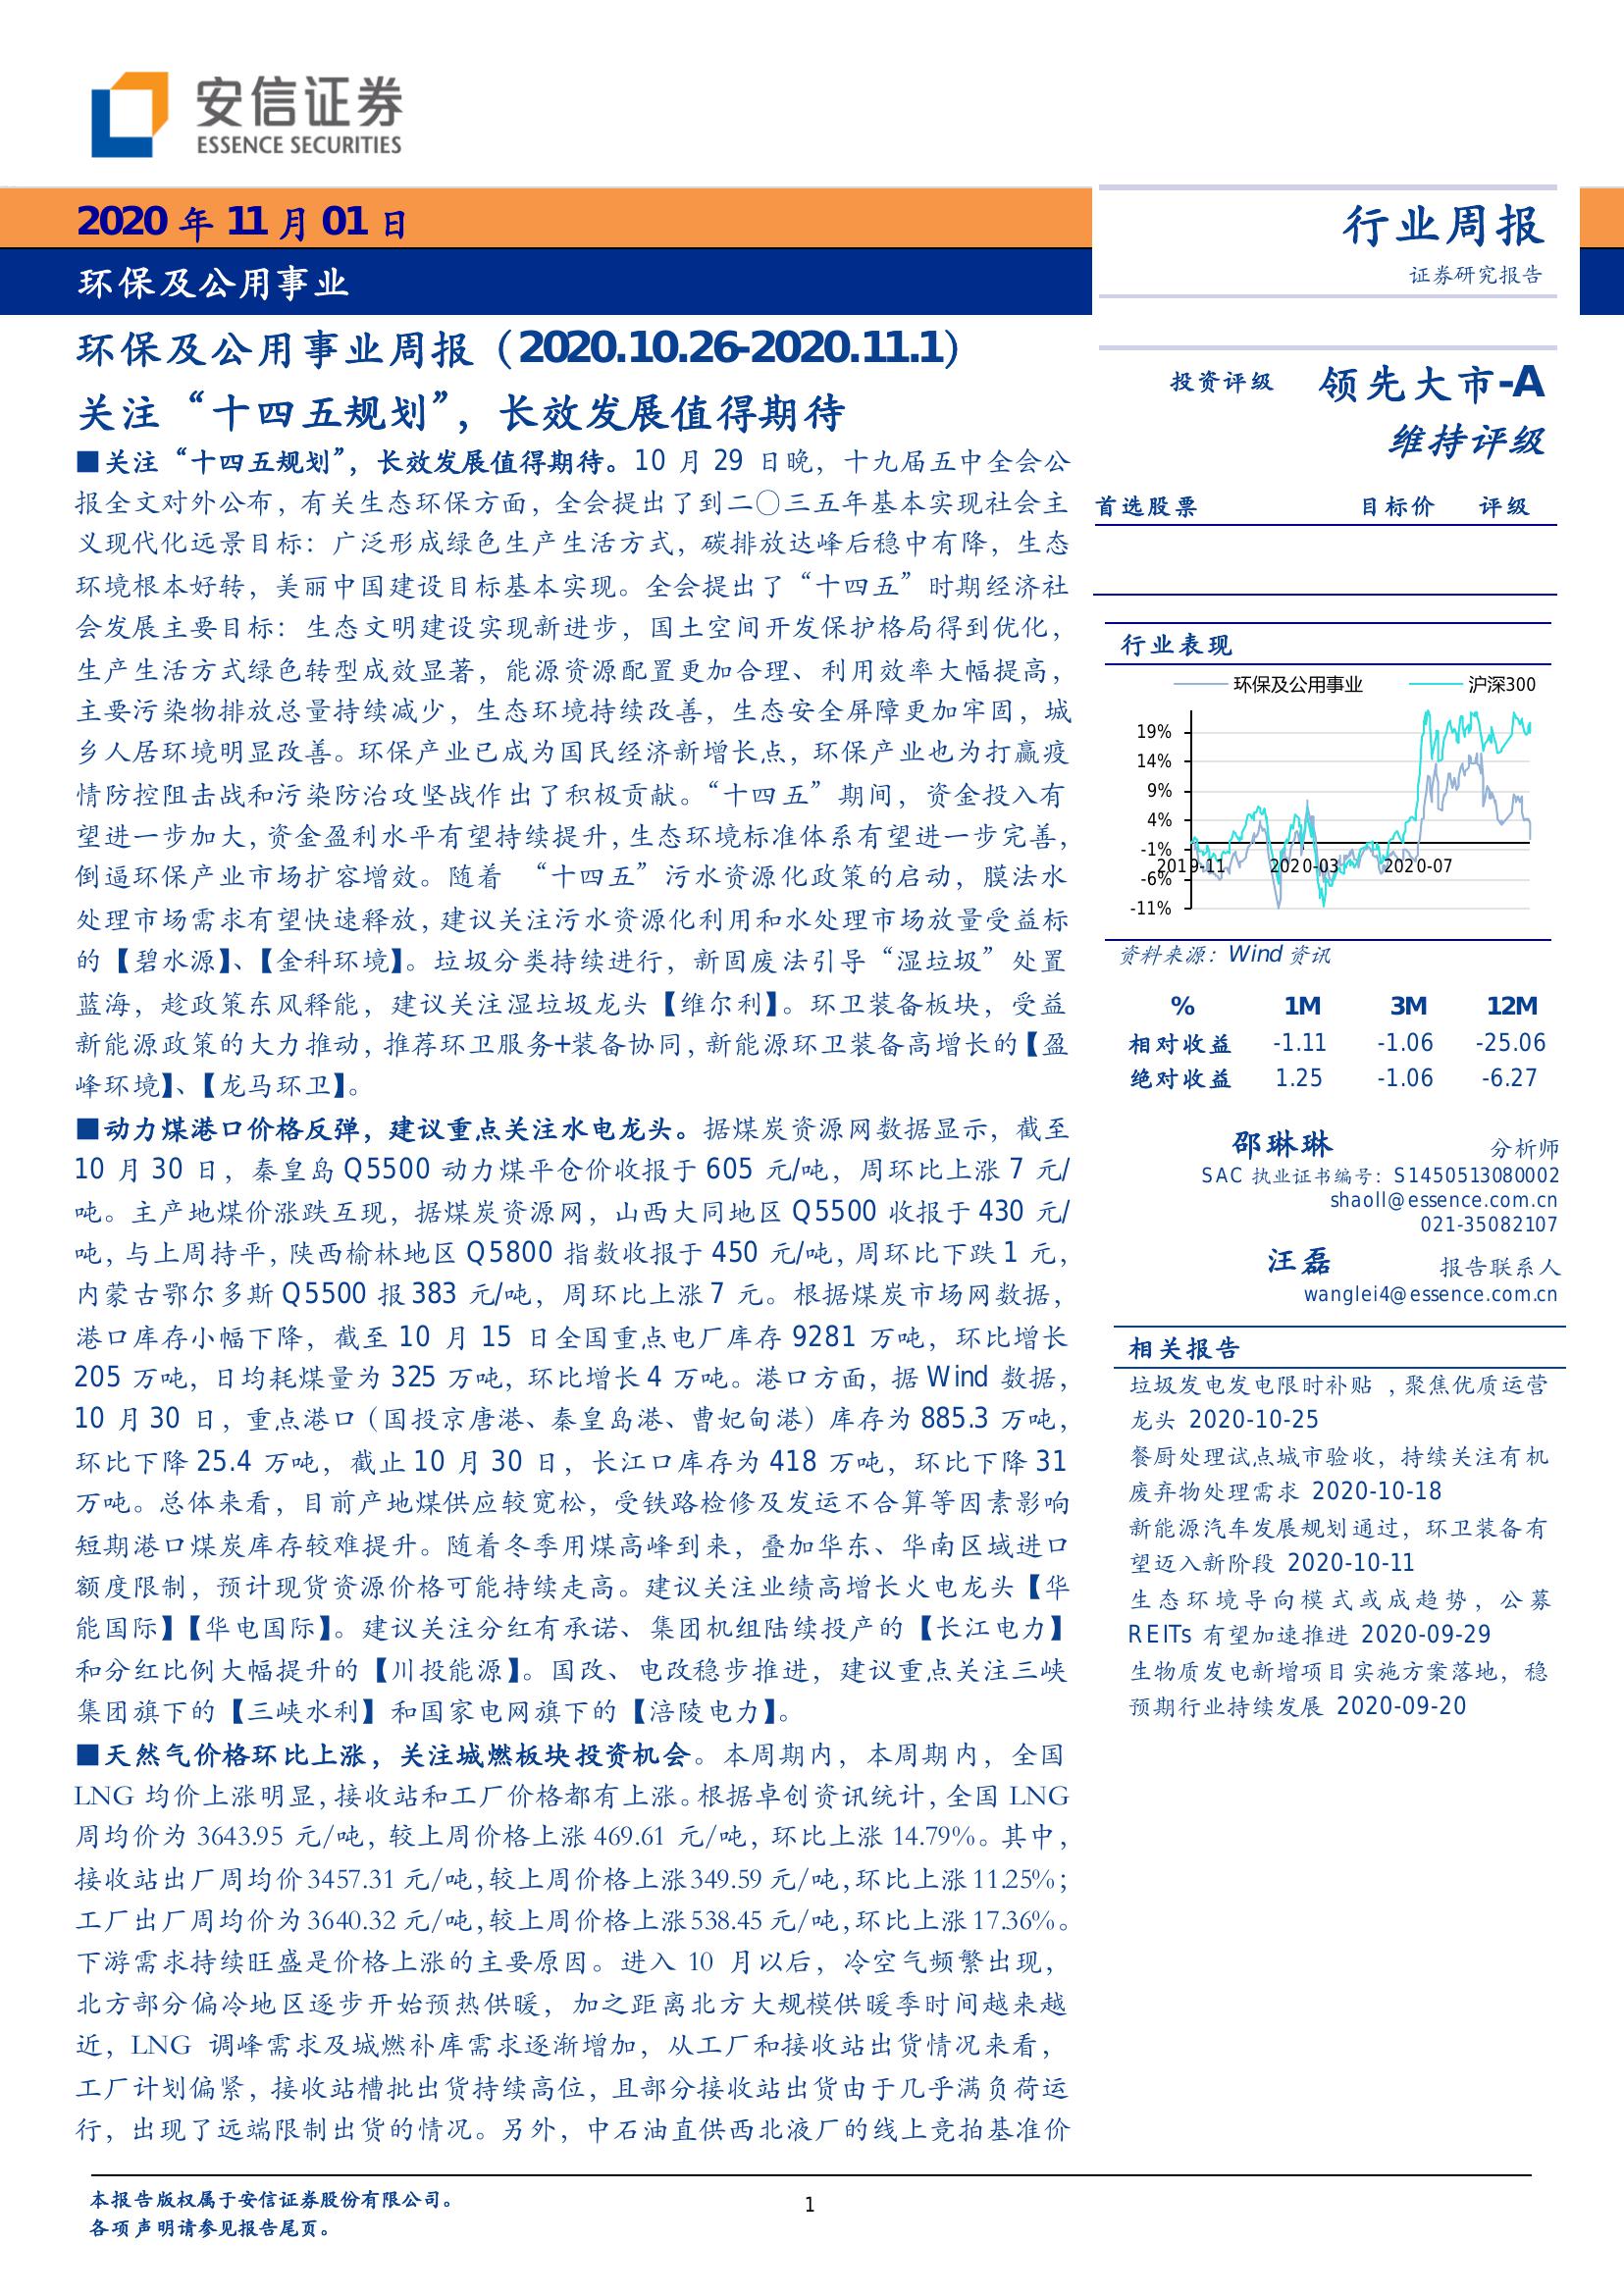 安信证券
ESSENCE SECURITIES
2020 年 11 月 01 日
环保及公用事业
环保及公用事业周报（2020.10.26-2020.11.1）
关注“十四五规划”，长效发展值得期待
■关注“十四五规划”，长效发展值得期待。10 月 29 日晚，十九届五中全会公
报全文对外公布，有关生态环保方面，全会提出了到二〇三五年基本实现社会主
义现代化远景目标：广泛形成绿色生产生活方式，碳排放达峰后稳中有降，生态
环境根本好转，美丽中国建设目标基本实现。全会提出了“十四五”时期经济社
会发展主要目标：生态文明建设实现新进步，国土空间开发保护格局得到优化，
生产生活方式绿色转型成效显著，能源资源配置更加合理、利用效率大幅提高，
主要污染物排放总量持续减少，生态环境持续改善，生态安全屏障更加牢固，城
乡人居环境明显改善。环保产业已成为国民经济新增长点，环保产业也为打赢疫
情防控阻击战和污染防治攻坚战作出了积极贡献。“十四五”期间，资金投入有
望进一步加大，资金盈利水平有望持续提升，生态环境标准体系有望进一步完善，
倒逼环保产业市场扩容增效。随着 “十四五”污水资源化政策的启动，膜法水
处理市场需求有望快速释放，建议关注污水资源化利用和水处理市场放量受益标
的【碧水源】、【金科环境】。垃圾分类持续进行，新固废法引导“湿垃圾”处置
蓝海，趁政策东风释能，建议关注湿垃圾龙头【维尔利】。环卫装备板块，受益
新能源政策的大力推动，推荐环卫服务+装备协同，新能源环卫装备高增长的【盈
峰环境】、【龙马环卫】。
■动力煤港口价格反弹，建议重点关注水电龙头。据煤炭资源网数据显示，截至
10 月 30 日，秦皇岛 Q5500 动力煤平仓价收报于 605 元/吨，周环比上涨 7 元/
吨。主产地煤价涨跌互现，据煤炭资源网，山西大同地区 Q5500 收报于 430 元/
吨，与上周持平，陕西榆林地区 Q5800 指数收报于 450 元/吨，周环比下跌 1 元，
内蒙古鄂尔多斯 Q5500 报 383 元/吨，周环比上涨 7 元。根据煤炭市场网数据，
港口库存小幅下降，截至 10 月 15 日全国重点电厂库存 9281 万吨，环比增长
205 万吨，日均耗煤量为 325 万吨，环比增长 4 万吨。港口方面，据 Wind 数据，
10 月 30 日，重点港口（国投京唐港、秦皇岛港、曹妃甸港）库存为 885.3 万吨，
环比下降 25.4 万吨，截止 10 月 30 日，长江口库存为 418 万吨，环比下降 31
万吨。总体来看，目前产地煤供应较宽松，受铁路检修及发运不合算等因素影响
短期港口煤炭库存较难提升。随着冬季用煤高峰到来，叠加华东、华南区域进口
额度限制，预计现货资源价格可能持续走高。建议关注业绩高增长火电龙头【华
能国际】【华电国际】。建议关注分红有承诺、集团机组陆续投产的【长江电力】
和分红比例大幅提升的【川投能源】。国改、电改稳步推进，建议重点关注三峡
集团旗下的【三峡水利】和国家电网旗下的【涪陵电力】。
■天然气价格环比上涨，关注城燃板块投资机会。本周期内，本周期内，全国
LNG 均价上涨明显，接收站和工厂价格都有上涨。根据卓创资讯统计，全国 LNG
周均价为 3643.95 元/吨，较上周价格上涨 469.61 元/吨，环比上涨 14.79%。其中，
接收站出厂周均价 3457.31 元/吨，较上周价格上涨 349.59 元/吨，环比上涨 11.25%；
工厂出厂周均价为 3640.32 元/吨，较上周价格上涨 538.45 元/吨，环比上涨 17.36%。
下游需求持续旺盛是价格上涨的主要原因。进入 10 月以后，冷空气频繁出现，
北方部分偏冷地区逐步开始预热供暖，加之距离北方大规模供暖季时间越来越
近，LNG 调峰需求及城燃补库需求逐渐增加，从工厂和接收站出货情况来看，
工厂计划偏紧，接收站槽批出货持续高位，且部分接收站出货由于几乎满负荷运
行，出现了远端限制出货的情况。另外，中石油直供西北液厂的线上竞拍基准价
行业周报
证券研究报告
投资评级 领先大市-A
维持评级
首选股票 目标价 评级
行业表现
环保及公用事业 沪深300
19%
14%
9%
4%
-1%
2019-11 2020-03 2020-07
-6%
-11%
资料来源：Wind 资讯
% 1M 3M 12M
相对收益 -1.11 -1.06 -25.06
绝对收益 1.25 -1.06 -6.27
邵琳琳 分析师
SAC 执业证书编号：S1450513080002
shaoll@essence.com.cn
021-35082107
汪磊 报告联系人
wanglei4@essence.com.cn
相关报告
垃圾发电发电限时补贴 ，聚焦优质运营
龙头 2020-10-25
餐厨处理试点城市验收，持续关注有机
废弃物处理需求 2020-10-18
新能源汽车发展规划通过，环卫装备有
望迈入新阶段 2020-10-11
生态环境导向模式或成趋势，公募
REITs 有望加速推进 2020-09-29
生物质发电新增项目实施方案落地，稳
预期行业持续发展 2020-09-20
本报告版权属于安信证券股份有限公司。
各项声明请参见报告尾页。
1